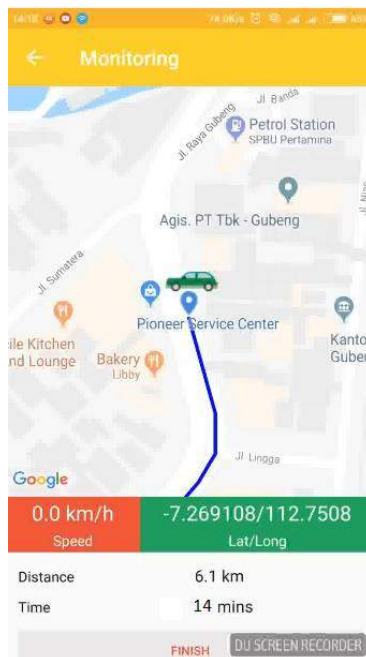 14:18
Monitoring
Jl. Banda
Jl. Raya Gubeng
Petrol Station
SPBU Pertamina
Agis. PT Tbk - Gubeng
Jl. Sumatera
Pioneer Service Center
ile Kitchen
nd Lounge
Bakery
Libby
Kanto
Gube
Jl Lingga
Google
0.0 km/h
Speed
-7.269108/112.7508
Lat/Long
Distance
6.1 km
Time
14 mins
FINISH
DU SCREEN RECORDER